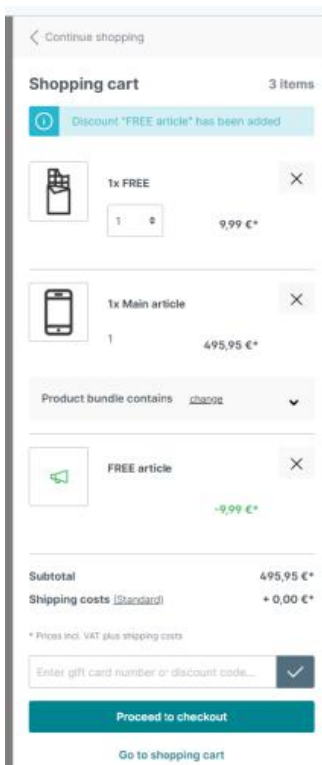 Continue shopping
Shopping cart 3 items
Discount "FREE article" has been added
1x FREE
1 9,99 €*
1x Main article
1 495,95 €*
Product bundle contains change
FREE article
-9,99 €*
Subtotal 495,95 €*
Shipping costs (Standard) + 0,00 €*
* Prices incl. VAT plus shipping costs
Enter gift card number or discount code...
Proceed to checkout
Go to shopping cart